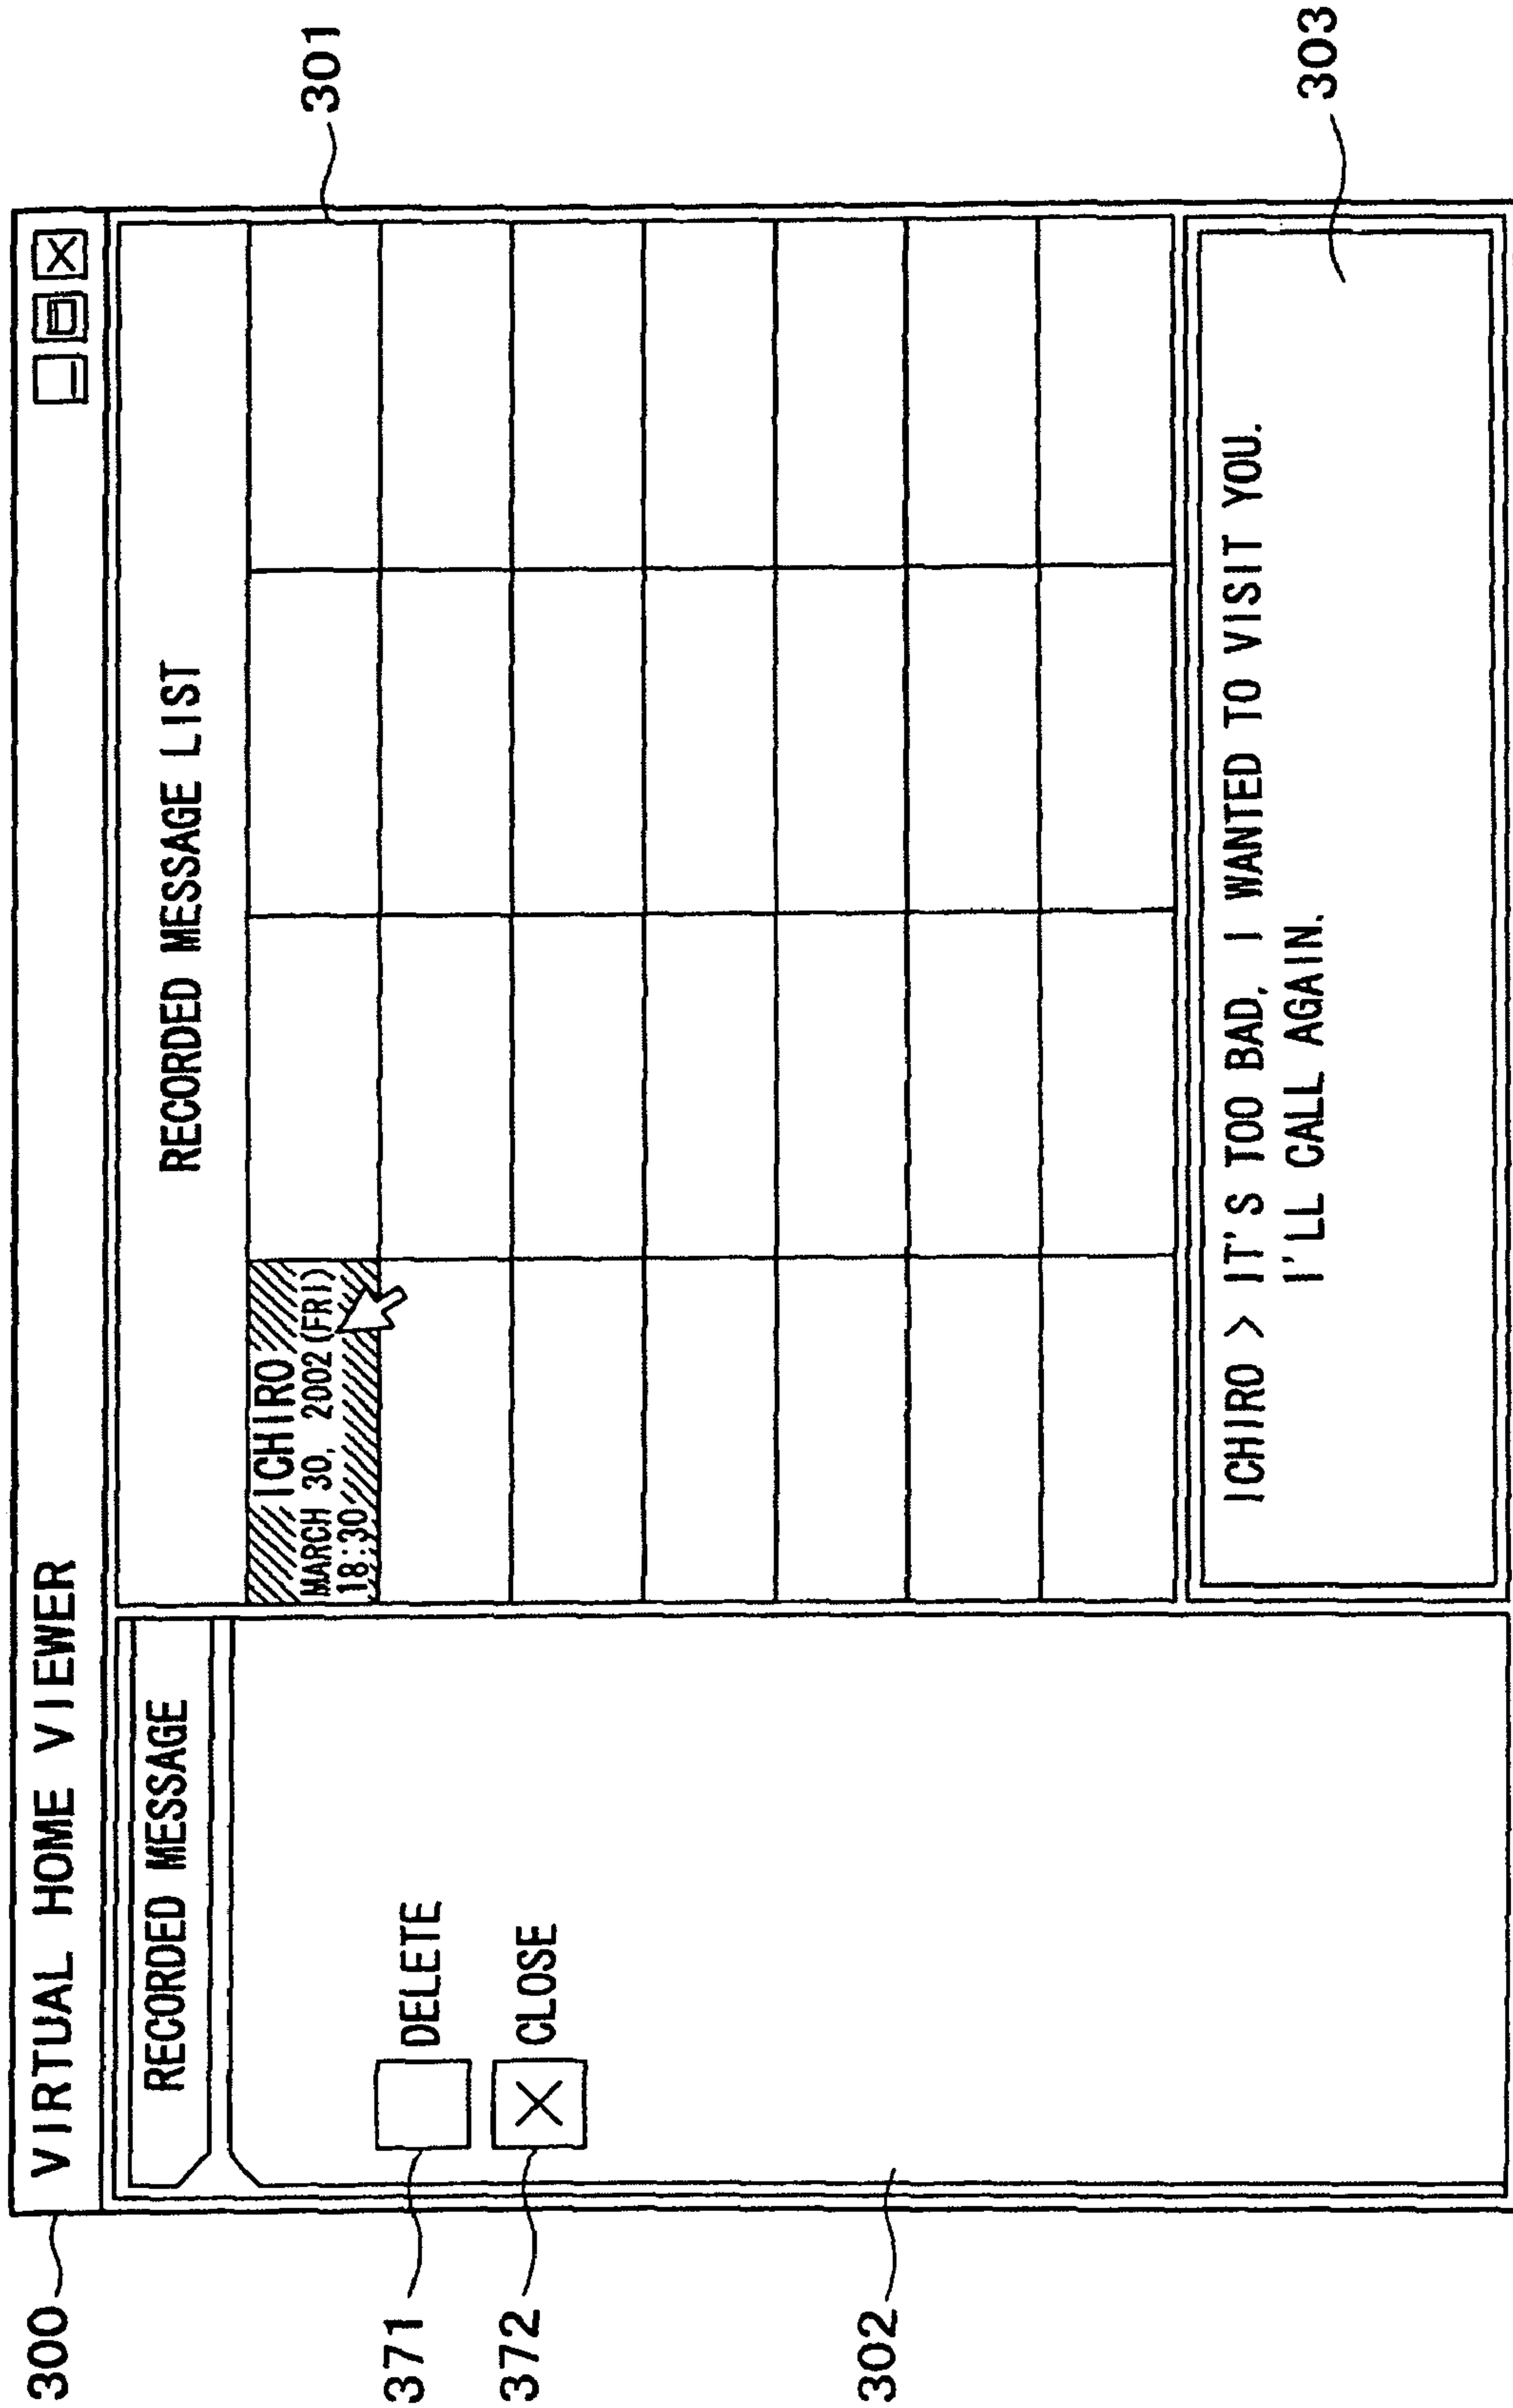 300
VIRTUAL HOME VIEWER
RECORDED MESSAGE
RECORDED MESSAGE LIST
301
ICHIRO
MARCH 30, 2002 (FRI)
18:30
371
DELETE
372
CLOSE
302
ICHIRO > IT'S TOO BAD, I WANTED TO VISIT YOU.
I'LL CALL AGAIN.
303